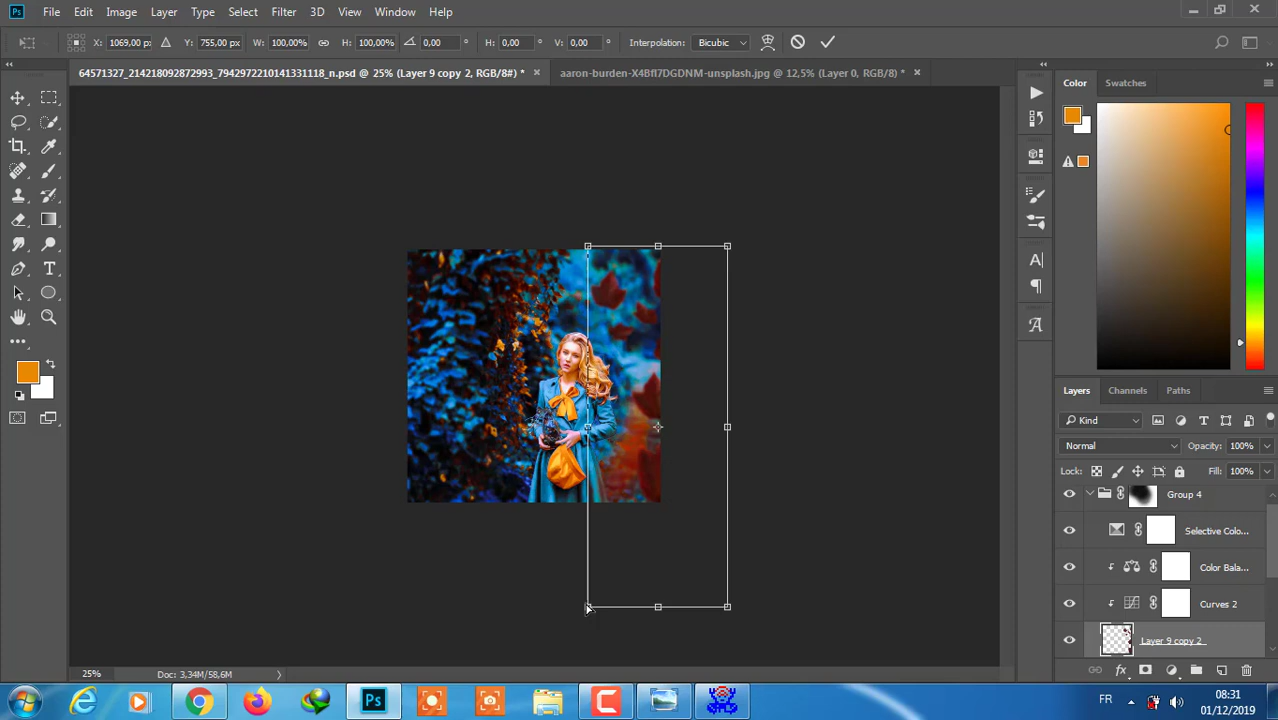 Ps File Edit Image Layer Type Select Filter 3D View Window Help
X: 1069,00 px Y: 755,00 px W: 100,00% H: 100,00% 0,00 ° H: 0,00 ° V: 0,00 ° Interpolation: Bicubic
64571327_214218092872993_7942972210141331118_n.psd @ 25% (Layer 9 copy 2, RGB/8#) * × aaron-burden-X4BfI7DGDNM-unsplash.jpg @ 12,5% (Layer 0, RGB/8) * ×
Color Swatches
Layers Channels Paths
Kind
Normal Opacity: 100%
Lock: Fill: 100%
Group 4
Selective Colo...
Color Bala...
Curves 2
Layer 9 copy 2
25% Doc: 3,34M/58,6M
fx
Ps FR 08:31
01/12/2019